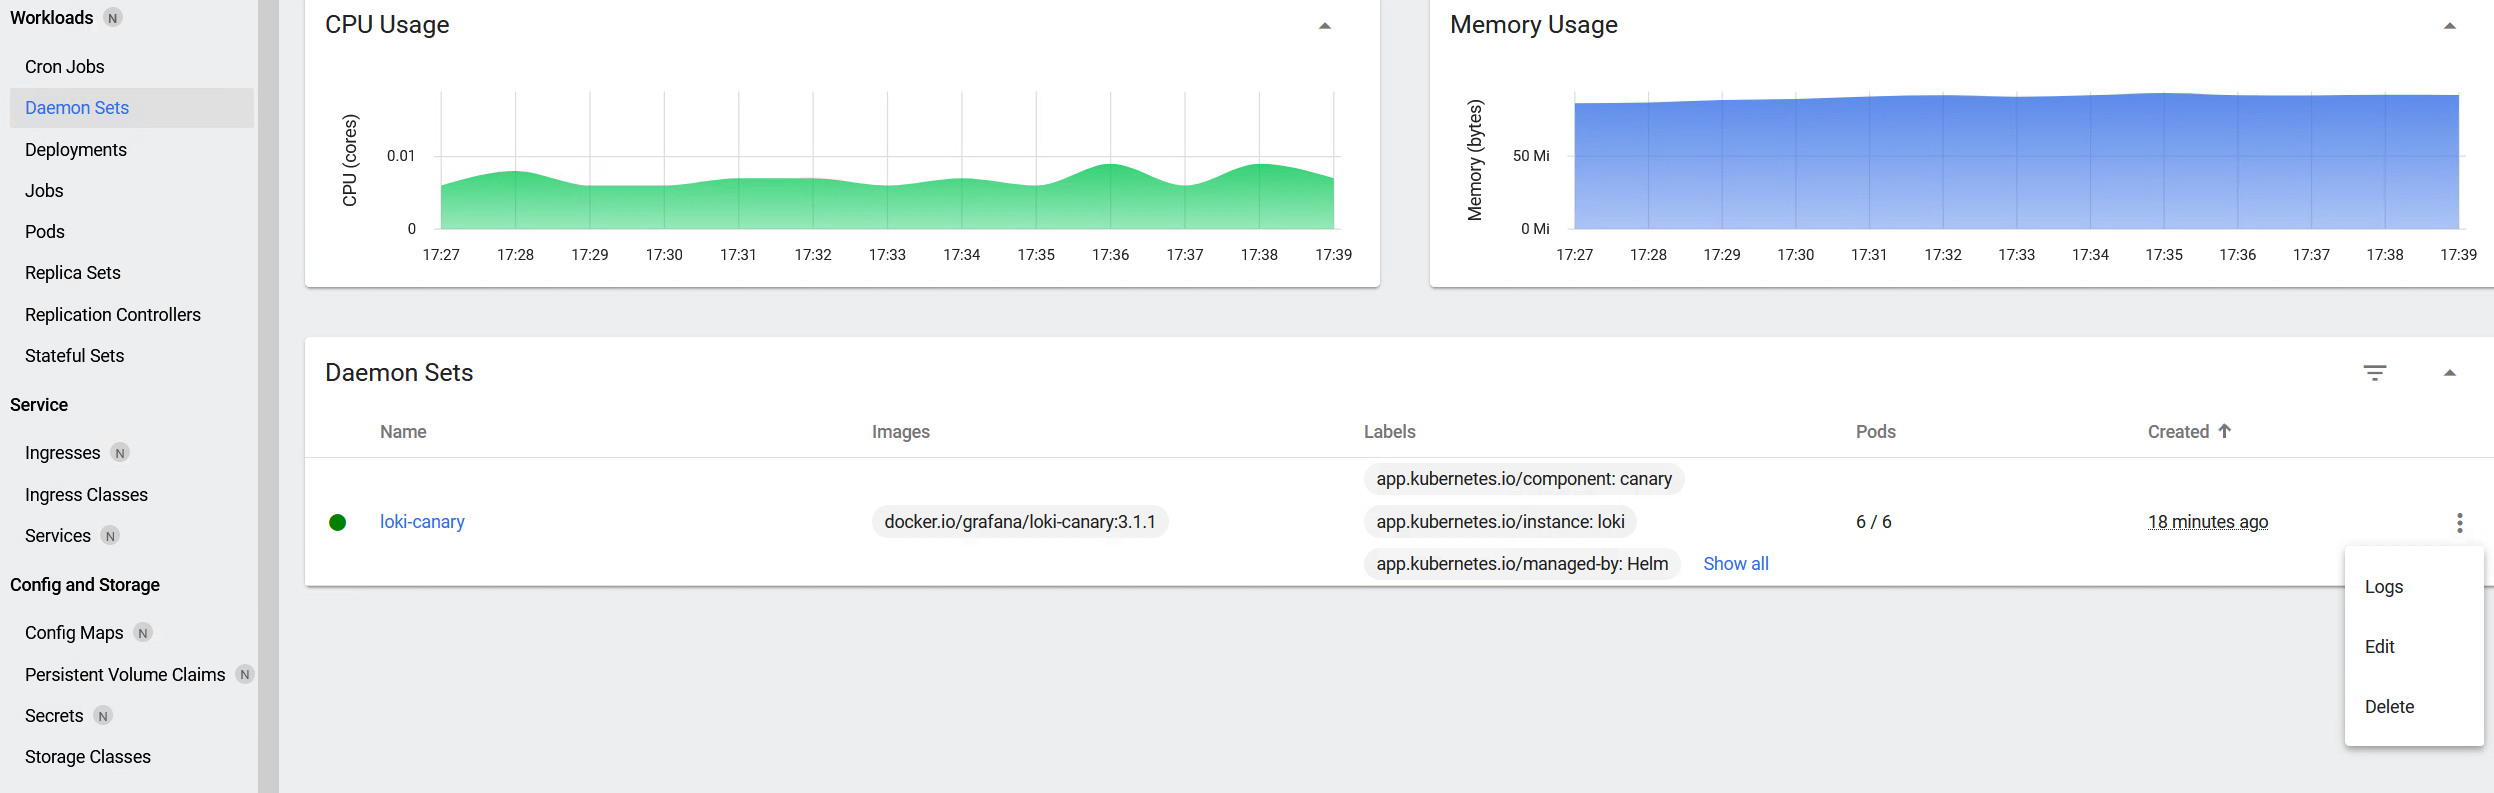 Workloads N
Cron Jobs
Daemon Sets
Deployments
Jobs
Pods
Replica Sets
Replication Controllers
Stateful Sets
Service
Ingresses N
Ingress Classes
Services N
Config and Storage
Config Maps N
Persistent Volume Claims N
Secrets N
Storage Classes
CPU Usage
CPU (cores)
0.01
0
17:27 17:28 17:29 17:30 17:31 17:32 17:33 17:34 17:35 17:36 17:37 17:38 17:39
Memory Usage
Memory (bytes)
50 Mi
0 Mi
17:27 17:28 17:29 17:30 17:31 17:32 17:33 17:34 17:35 17:36 17:37 17:38 17:39
Daemon Sets
Name Images Labels Pods Created
app.kubernetes.io/component: canary
loki-canary docker.io/grafana/loki-canary:3.1.1 app.kubernetes.io/instance: loki 6 / 6 18 minutes ago
app.kubernetes.io/managed-by: Helm Show all
Logs
Edit
Delete